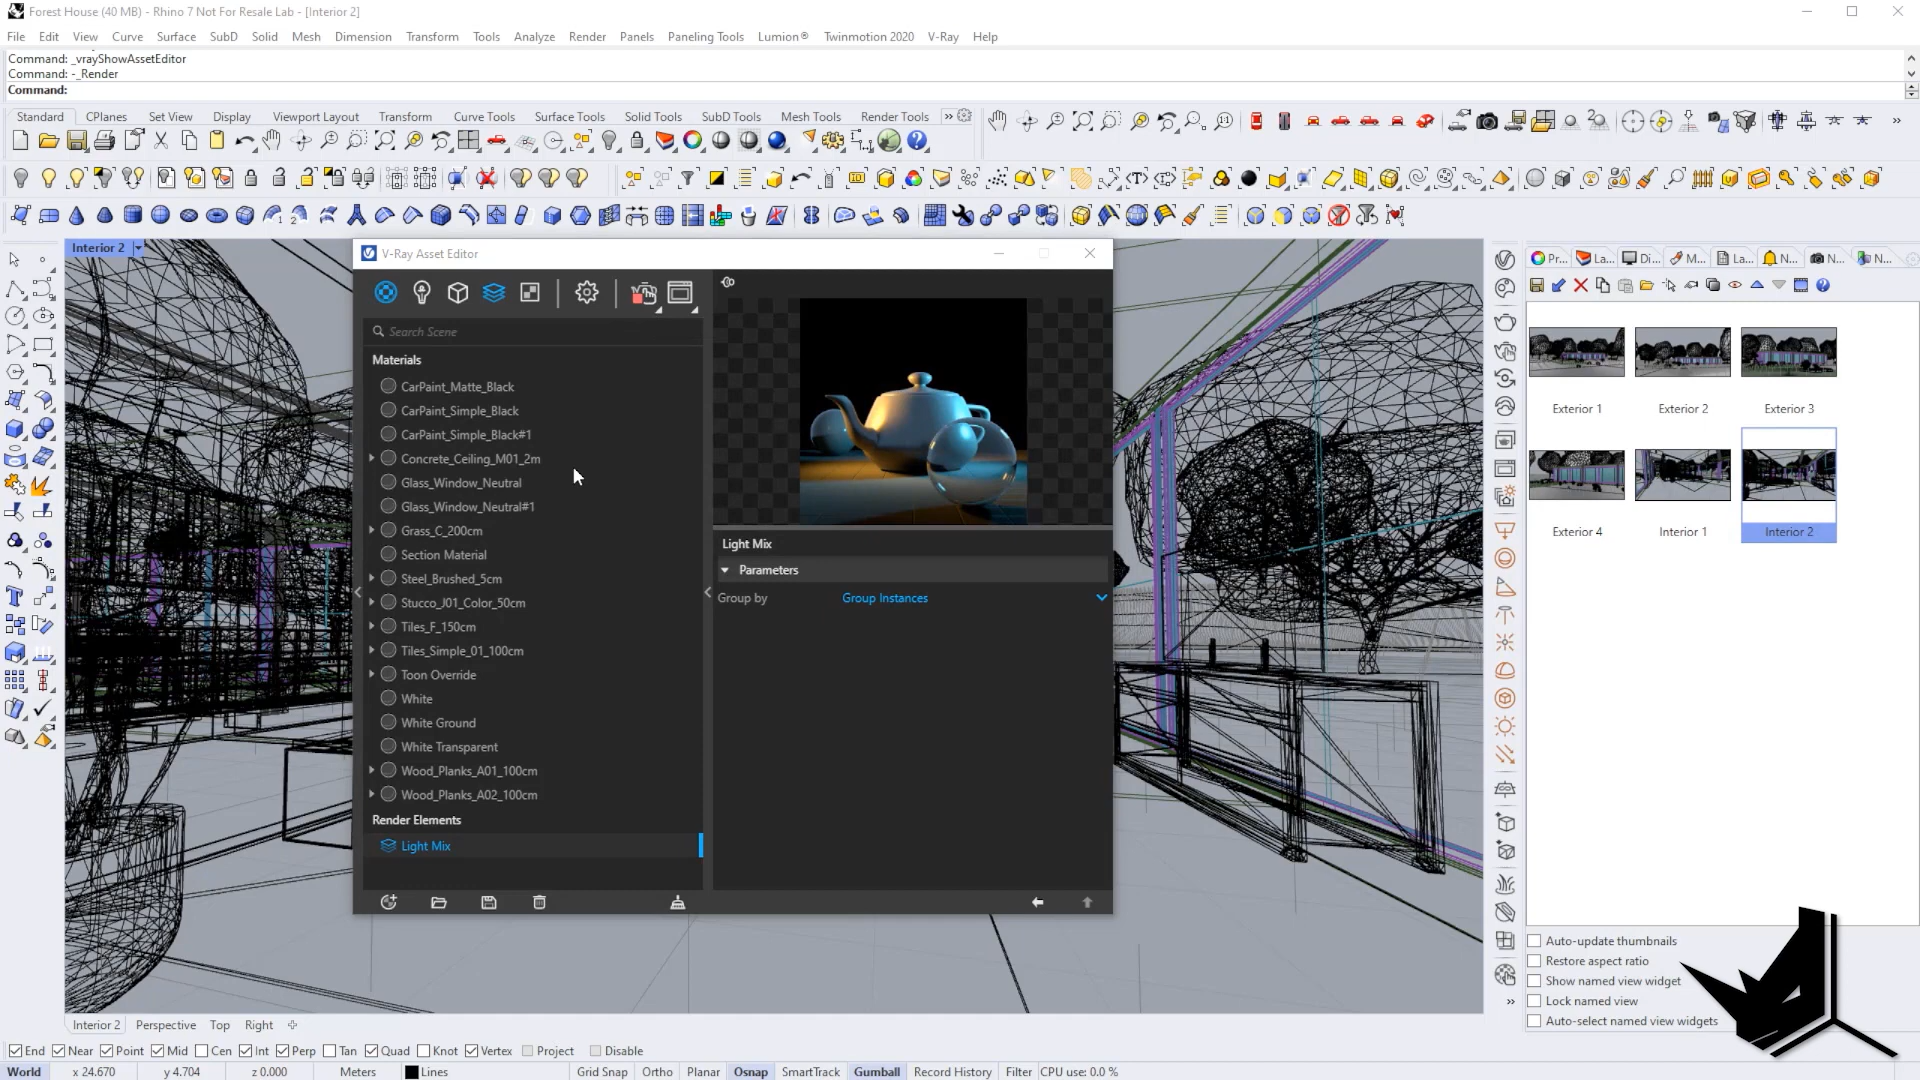 Forest House (40 MB) - Rhino 7 Not For Resale Lab - [Interior 2]
File Edit View Curve Surface SubD Solid Mesh Dimension Transform Tools Analyze Render Panels Paneling Tools Lumion® Twinmotion 2020 V-Ray Help
Command: _vrayShowAssetEditor
Command: -_Render
Command:
Standard CPlanes Set View Display Viewport Layout Transform Curve Tools Surface Tools Solid Tools SubD Tools Mesh Tools Render Tools
Interior 2
V-Ray Asset Editor
Search Scene
Materials
CarPaint_Matte_Black
CarPaint_Simple_Black
CarPaint_Simple_Black#1
Concrete_Ceiling_M01_2m
Glass_Window_Neutral
Glass_Window_Neutral#1
Grass_C_200cm
Section Material
Steel_Brushed_5cm
Stucco_J01_Color_50cm
Tiles_F_150cm
Tiles_Simple_01_100cm
Toon Override
White
White Ground
White Transparent
Wood_Planks_A01_100cm
Wood_Planks_A02_100cm
Render Elements
Light Mix
Light Mix
Parameters
Group by Group Instances
Pr... La... Di... M... La... N... N... N...
Exterior 1 Exterior 2 Exterior 3
Exterior 4 Interior 1 Interior 2
Auto-update thumbnails
Restore aspect ratio
Show named view widget
Lock named view
Auto-select named view widgets
Interior 2 Perspective Top Right
End Near Point Mid Cen Int Perp Tan Quad Knot Vertex Project Disable
World x 24.670 y 4.704 z 0.000 Meters Lines Grid Snap Ortho Planar Osnap SmartTrack Gumball Record History Filter CPU use: 0.0 %